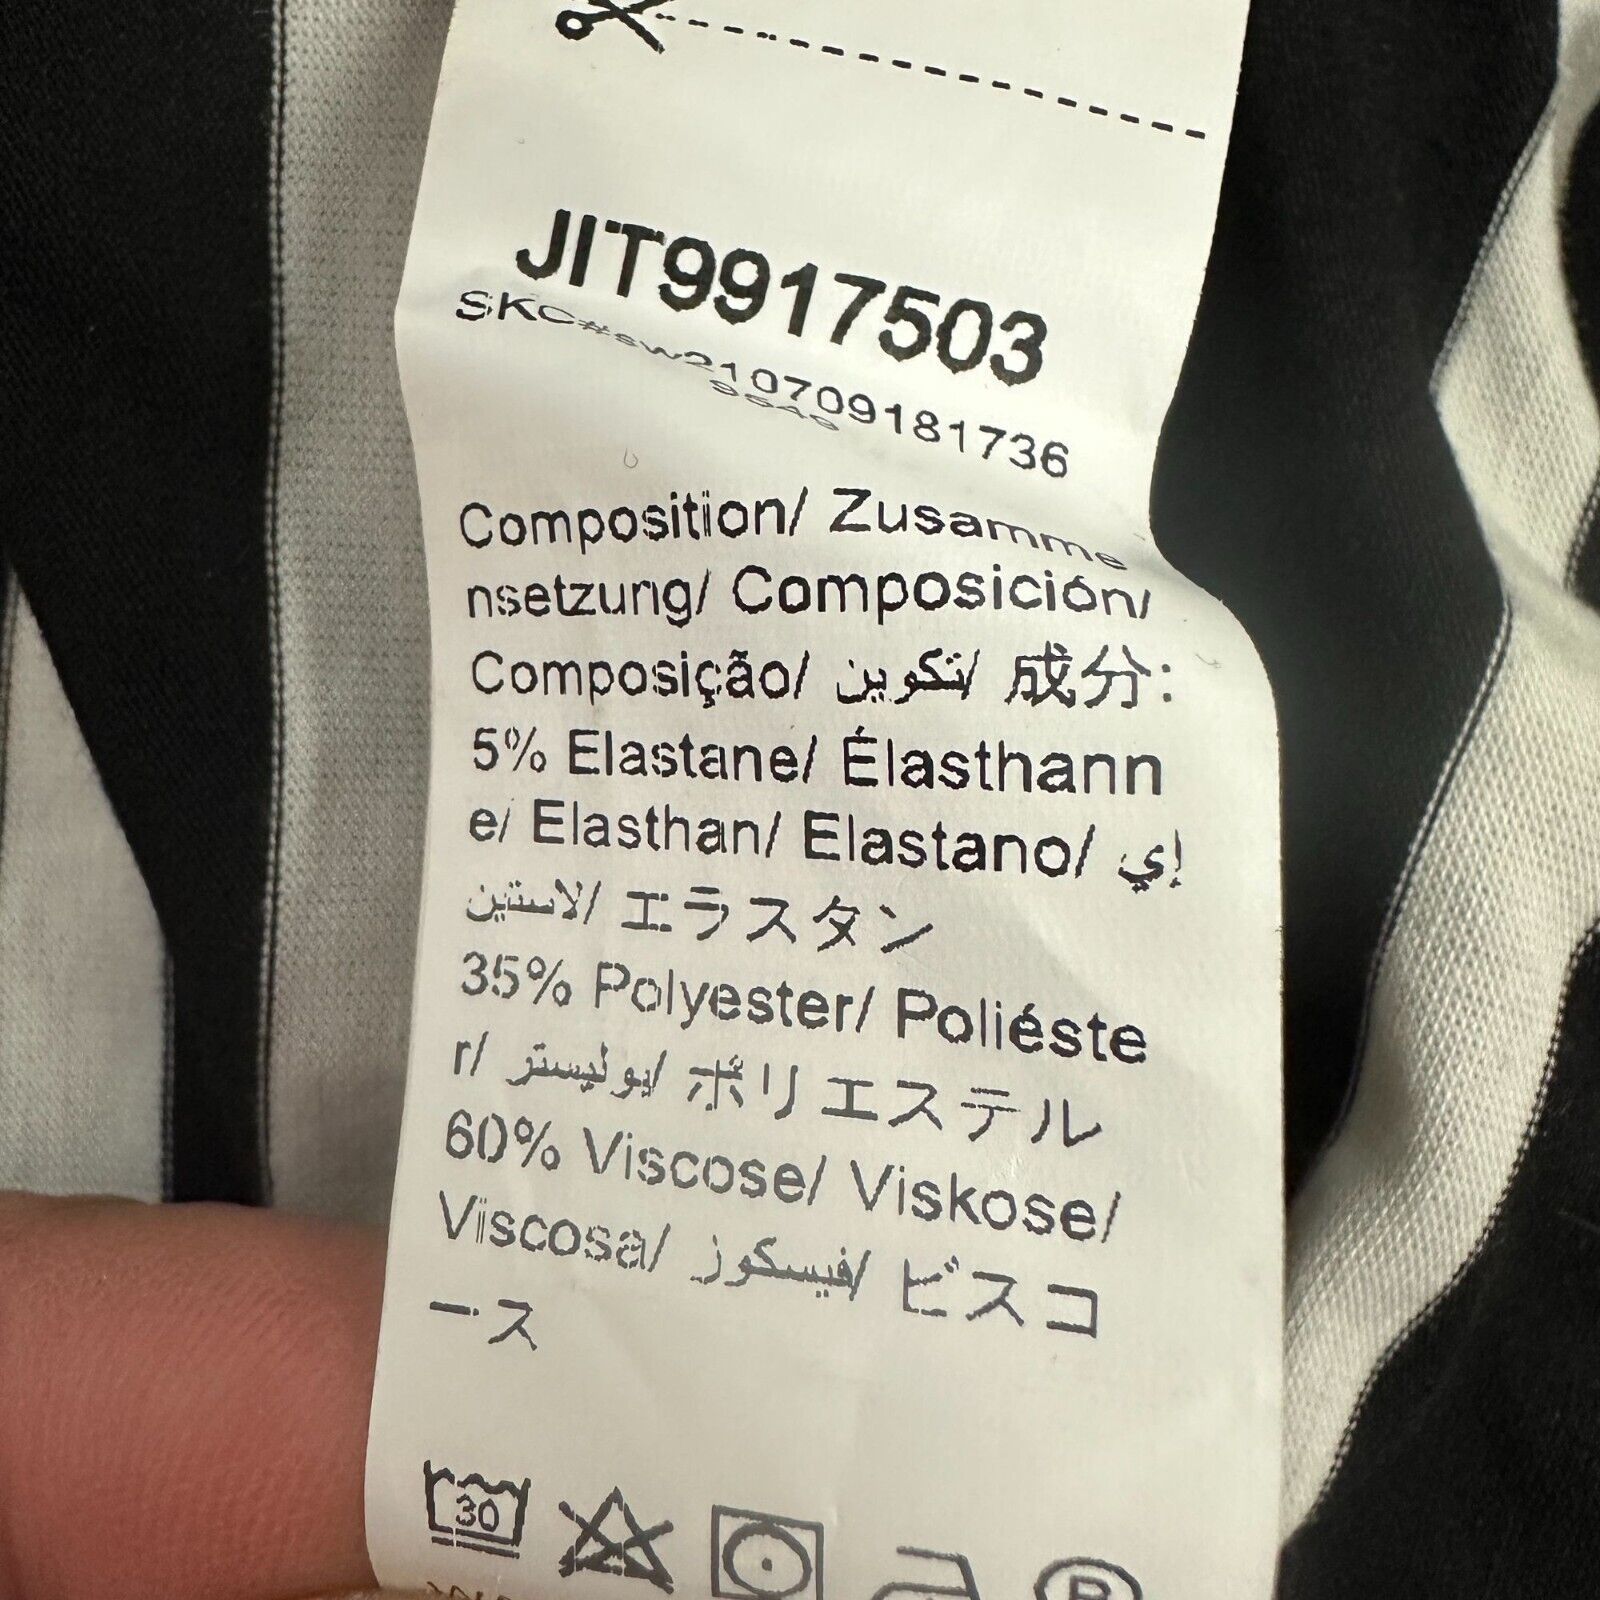 JIT9917503
SKC#sw210709181736
Composition/ Zusamme
nsetzung/ Composición/
Composição/ تكوين/ 成分:
5% Elastane/ Élasthann
e/ Elasthan/ Elastano/ إي
لاستين/ エラスタン
35% Polyester/ Poliéste
r/ بوليستر/ ポリエステル
60% Viscose/ Viskose/
Viscosa/ فيسكوز/ ビスコ
ース
30
P